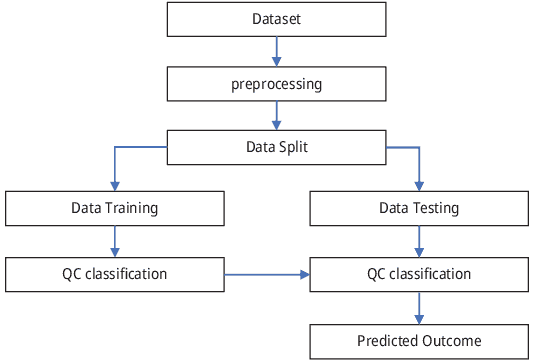 Dataset
preprocessing
Data Split
Data Training
Data Testing
QC classification
QC classification
Predicted Outcome